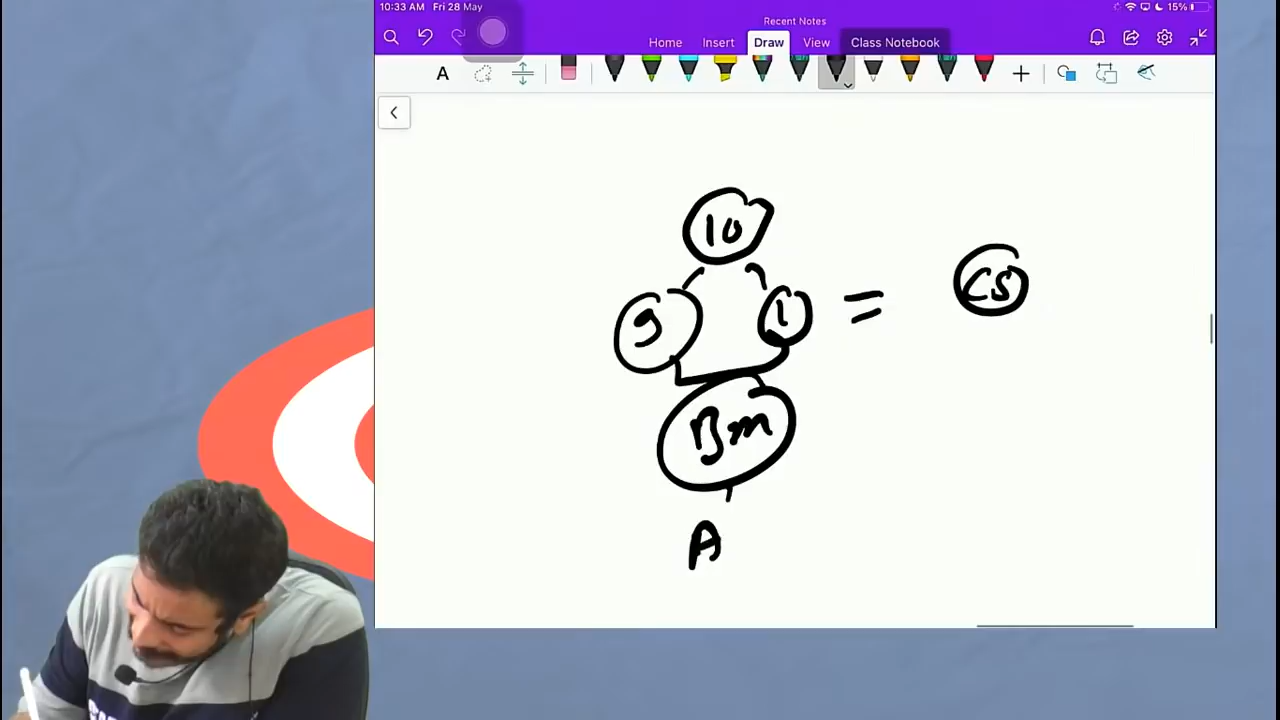 10:33 AM Fri 28 May
15%
Recent Notes
Home Insert Draw View Class Notebook
A
10
9 1 = CS
Bm
A